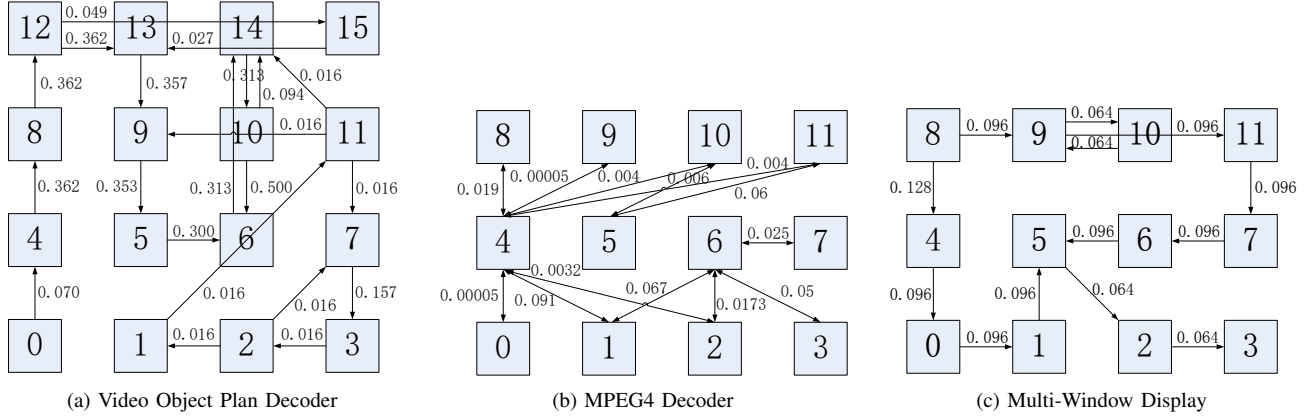 12 0.049 13 14 15
0.362 0.027
0.362 0.357 0.313 0.094 0.016
8 9 10 0.016 11
0.362 0.353 0.313 0.500 0.016
4 5 0.300 6 7
0.070 0.016 0.016 0.157
0 1 0.016 2 0.016 3
(a) Video Object Plan Decoder
8 9 10 11
0.019 0.00005 0.004 0.006 0.004 0.06
4 5 6 0.025 7
0.00005 0.091 0.0032 0.067 0.0173 0.05
0 1 2 3
(b) MPEG4 Decoder
8 0.096 9 0.064 10 0.096 11
0.064
0.128 0.096
4 5 0.096 6 0.096 7
0.096 0.096 0.064
0 0.096 1 2 0.064 3
(c) Multi-Window Display